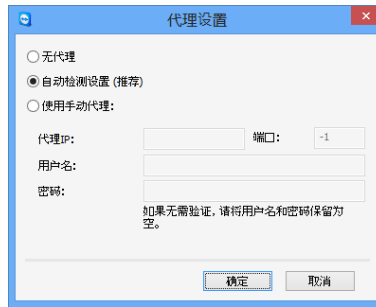 代理设置
无代理
自动检测设置 (推荐)
使用手动代理:
代理IP: 端口: -1
用户名:
密码:
如果无需验证, 请将用户名和密码保留为
空。
确定 取消